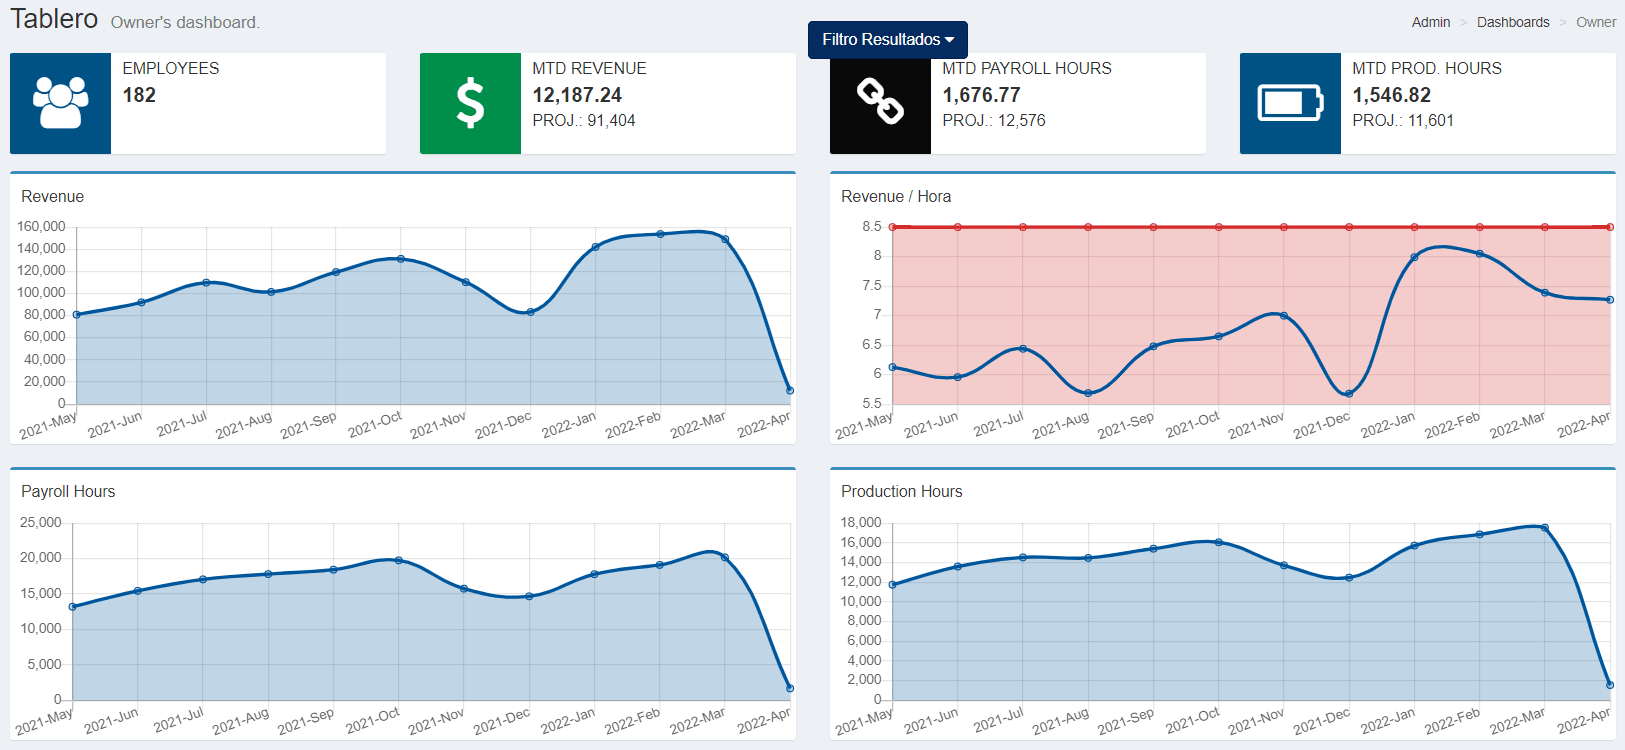 Tablero Owner's dashboard.
Filtro Resultados
Admin > Dashboards > Owner
EMPLOYEES
182
MTD REVENUE
12,187.24
PROJ.: 91,404
MTD PAYROLL HOURS
1,676.77
PROJ.: 12,576
MTD PROD. HOURS
1,546.82
PROJ.: 11,601
Revenue
160,000
140,000
120,000
100,000
80,000
60,000
40,000
20,000
0
2021-May 2021-Jun 2021-Jul 2021-Aug 2021-Sep 2021-Oct 2021-Nov 2021-Dec 2022-Jan 2022-Feb 2022-Mar 2022-Apr
Revenue / Hora
8.5
8
7.5
7
6.5
6
5.5
2021-May 2021-Jun 2021-Jul 2021-Aug 2021-Sep 2021-Oct 2021-Nov 2021-Dec 2022-Jan 2022-Feb 2022-Mar 2022-Apr
Payroll Hours
25,000
20,000
15,000
10,000
5,000
0
2021-May 2021-Jun 2021-Jul 2021-Aug 2021-Sep 2021-Oct 2021-Nov 2021-Dec 2022-Jan 2022-Feb 2022-Mar 2022-Apr
Production Hours
18,000
16,000
14,000
12,000
10,000
8,000
6,000
4,000
2,000
0
2021-May 2021-Jun 2021-Jul 2021-Aug 2021-Sep 2021-Oct 2021-Nov 2021-Dec 2022-Jan 2022-Feb 2022-Mar 2022-Apr